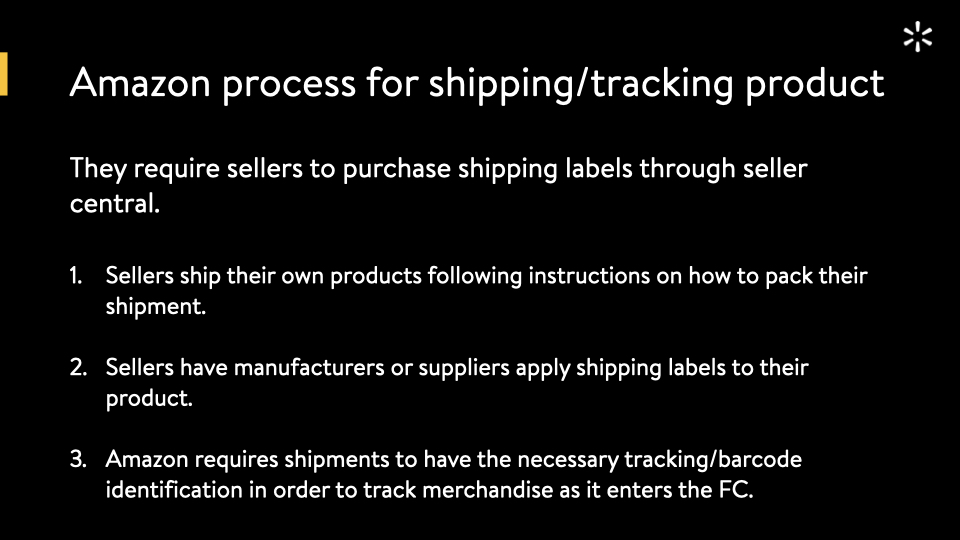 Amazon process for shipping/tracking product
They require sellers to purchase shipping labels through seller
central.
1. Sellers ship their own products following instructions on how to pack their
shipment.
2. Sellers have manufacturers or suppliers apply shipping labels to their
product.
3. Amazon requires shipments to have the necessary tracking/barcode
identification in order to track merchandise as it enters the FC.